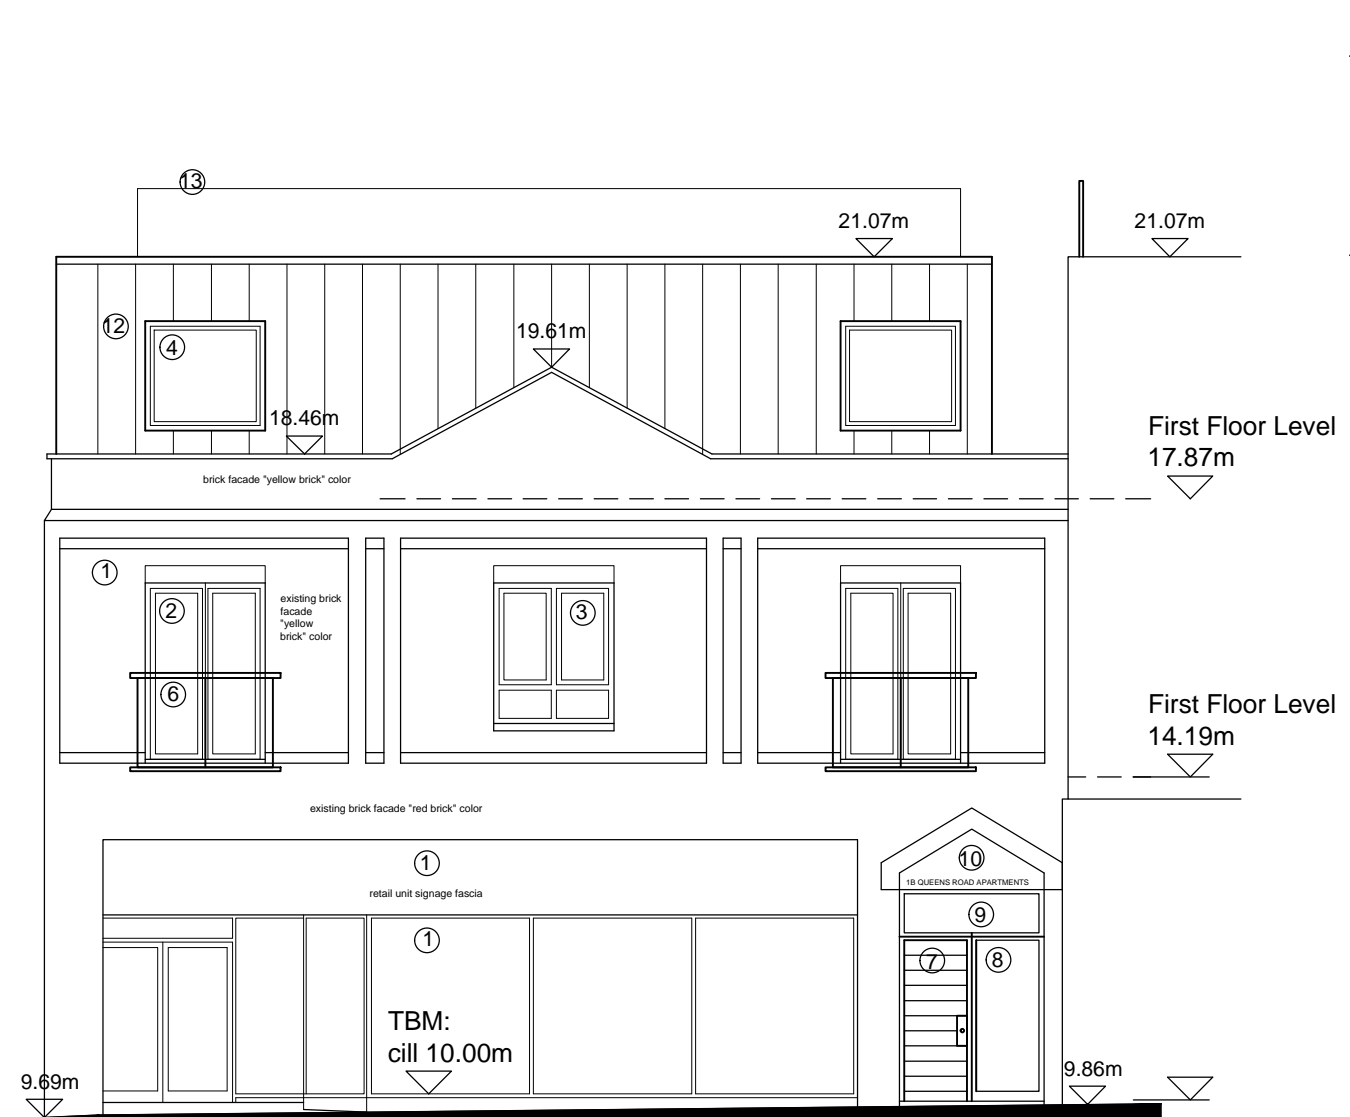 13
21.07m
21.07m
12
4
19.61m
18.46m
First Floor Level
17.87m
brick facade "yellow brick" color
1
2
existing brick
facade
"yellow
brick" color
3
6
First Floor Level
14.19m
existing brick facade "red brick" color
1
10
retail unit signage fascia
1B QUEENS ROAD APARTMENTS
9
1
7
8
TBM:
cill 10.00m
9.69m
9.86m